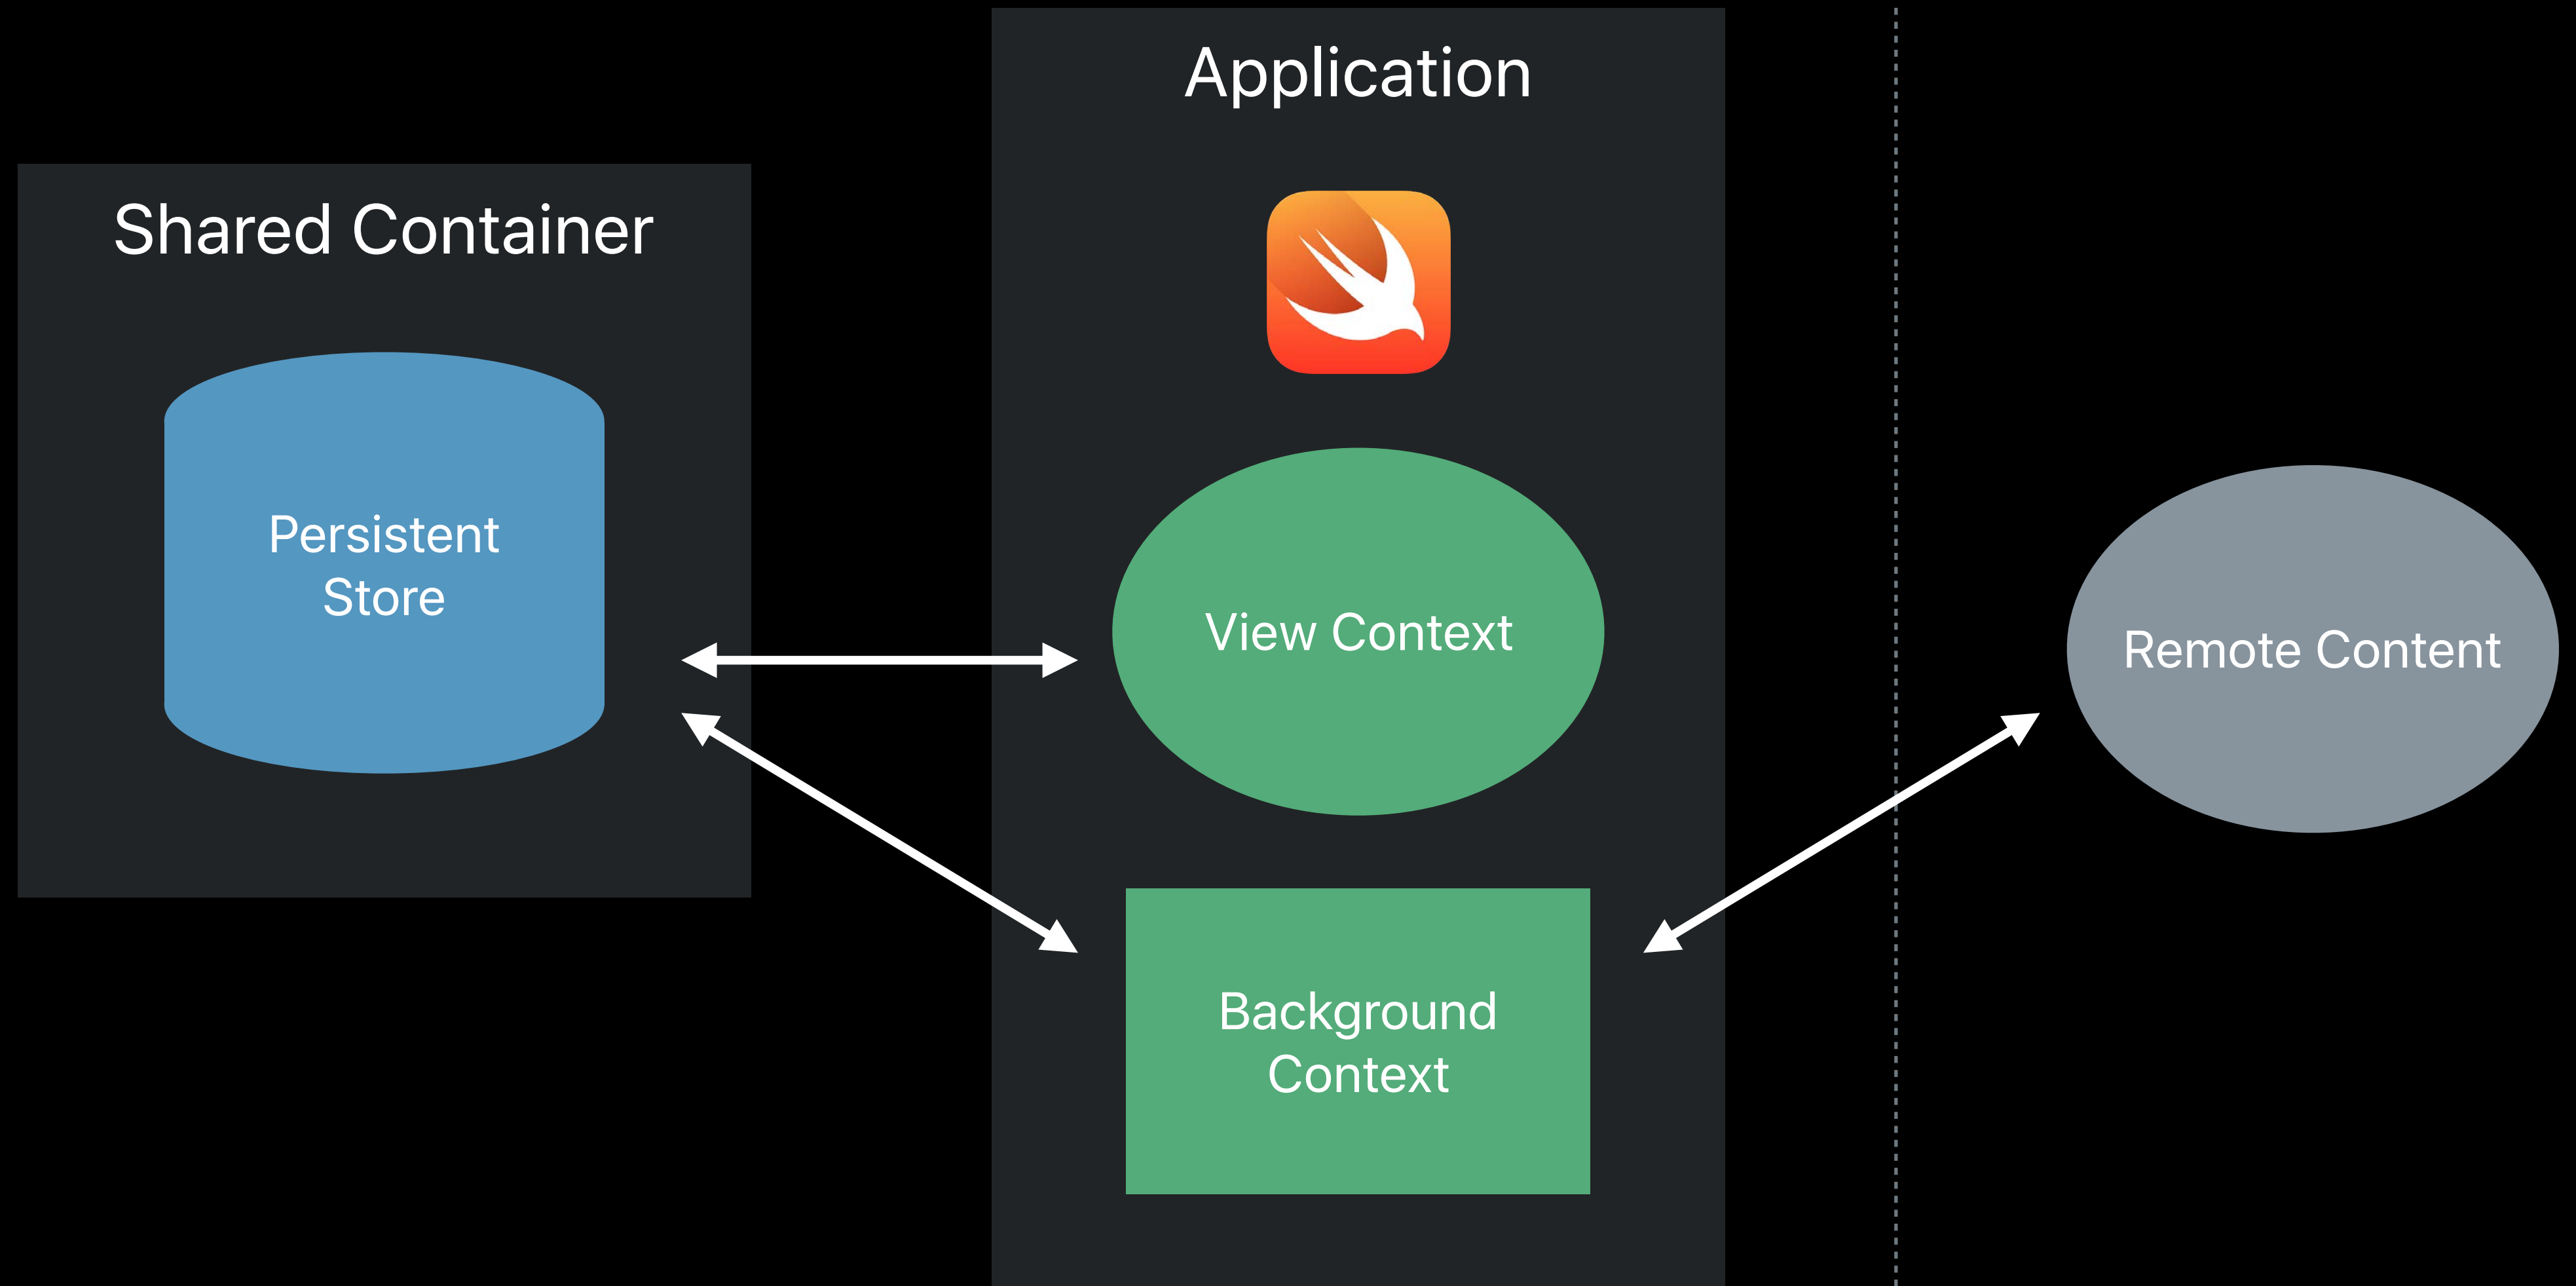 Shared Container
Persistent
Store
Application
View Context
Background
Context
Remote Content